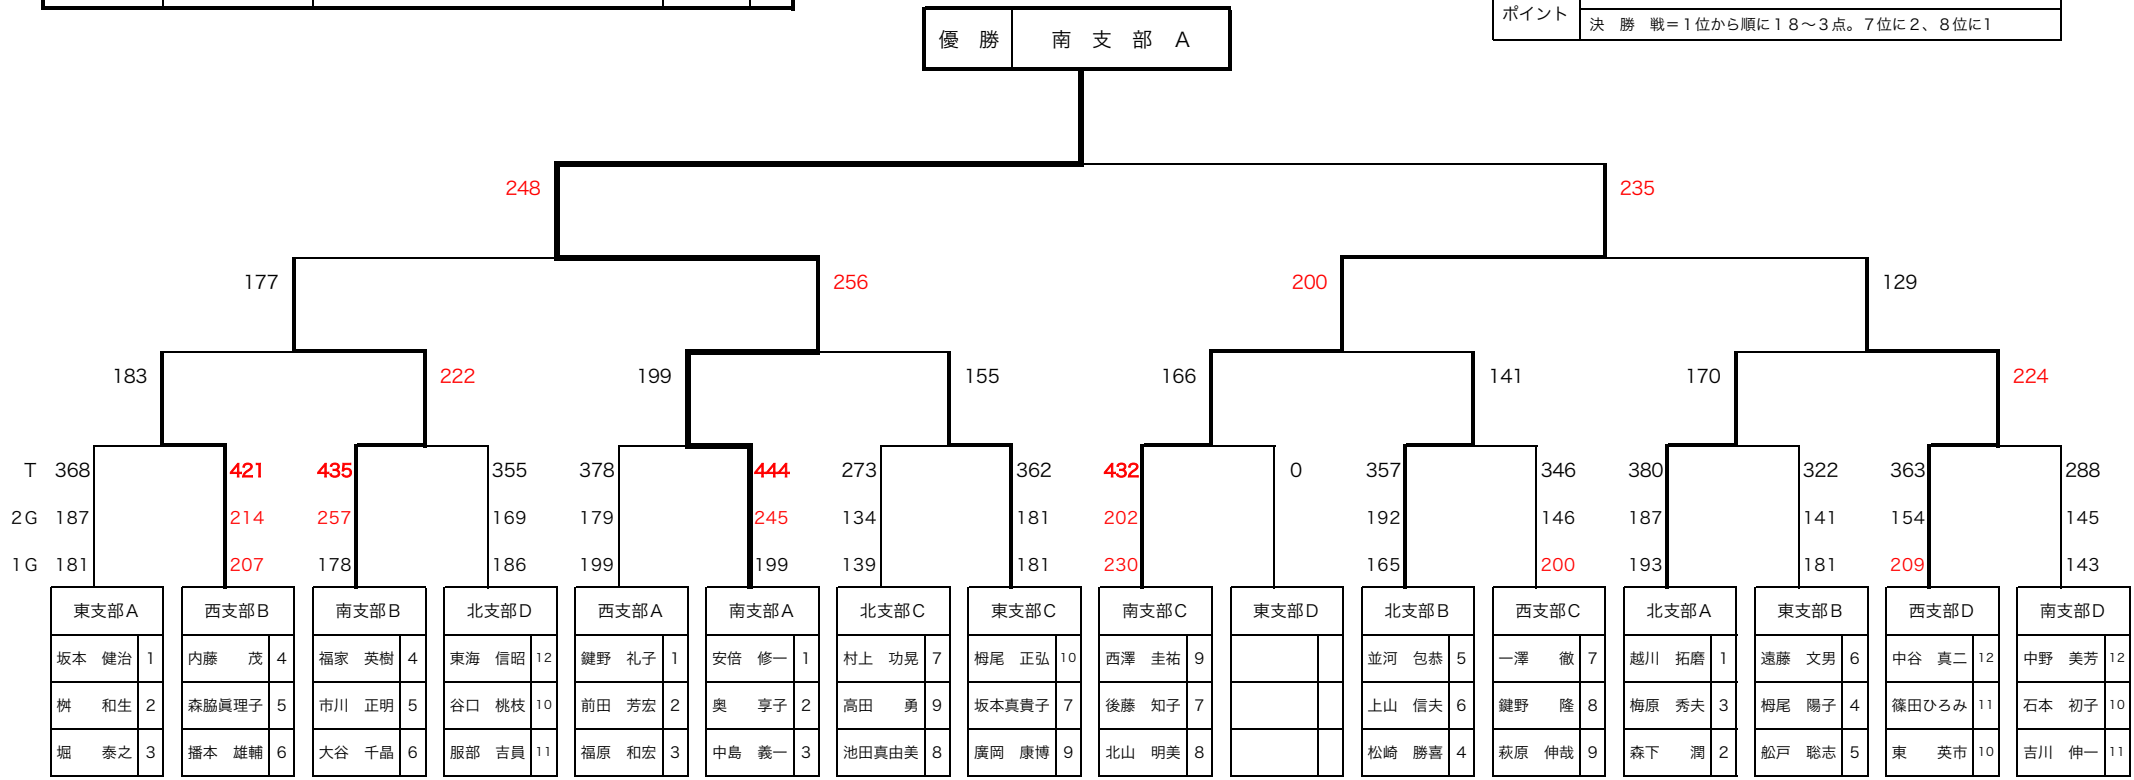 ポイント
決　勝　戦＝1位から順に１８～３点。７位に２、８位に1
優　勝　南　支　部　A
248 235
177 256 200 129
183 222 199 155 166 141 170 224
T 368 421 435 355 378 444 273 362 432 0 357 346 380 322 363 288
2G 187 214 257 169 179 245 134 181 202 192 146 187 141 154 145
1G 181 207 178 186 199 199 139 181 230 165 200 193 181 209 143
東支部A 西支部B 南支部B 北支部D 西支部A 南支部A 北支部C 東支部C 南支部C 東支部D 北支部B 西支部C 北支部A 東支部B 西支部D 南支部D
坂本　健治 1 内藤　茂 4 福家　英樹 4 東海　信昭 12 鍵野　礼子 1 安倍　修一 1 村上　功晃 7 栂尾　正弘 10 西澤　圭祐 9 並河　包恭 5 一澤　徹 7 越川　拓磨 1 遠藤　文男 6 中谷　真二 12 中野　美芳 12
桝　和生 2 森脇眞理子 5 市川　正明 5 谷口　桃枝 10 前田　芳宏 2 奥　享子 2 高田　勇 9 坂本真貴子 7 後藤　知子 7 上山　信夫 6 鍵野　隆 8 梅原　秀夫 3 栂尾　陽子 4 篠田ひろみ 11 石本　初子 10
堀　泰之 3 播本　雄輔 6 大谷　千晶 6 服部　吉員 11 福原　和宏 3 中島　義一 3 池田真由美 8 廣岡　康博 9 北山　明美 8 松崎　勝喜 4 萩原　伸哉 9 森下　潤 2 舩戸　聡志 5 東　英市 10 吉川　伸一 11